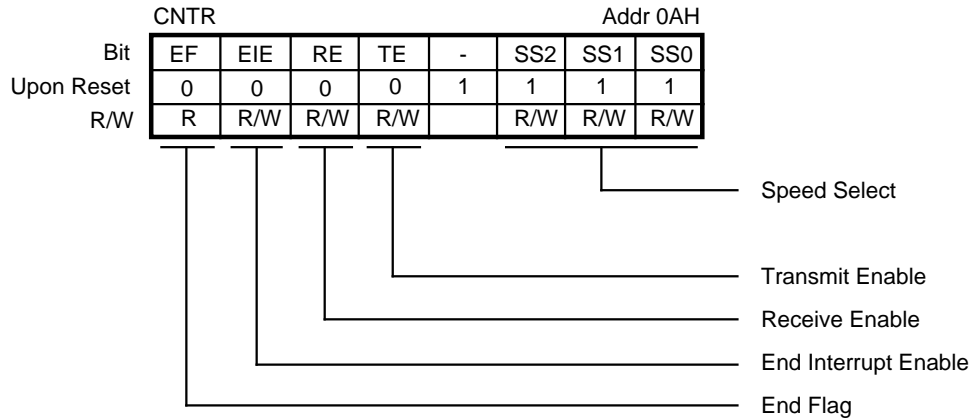 CNTR Addr 0AH
Bit EF EIE RE TE - SS2 SS1 SS0
Upon Reset 0 0 0 0 1 1 1 1
R/W R R/W R/W R/W R/W R/W R/W
Speed Select
Transmit Enable
Receive Enable
End Interrupt Enable
End Flag